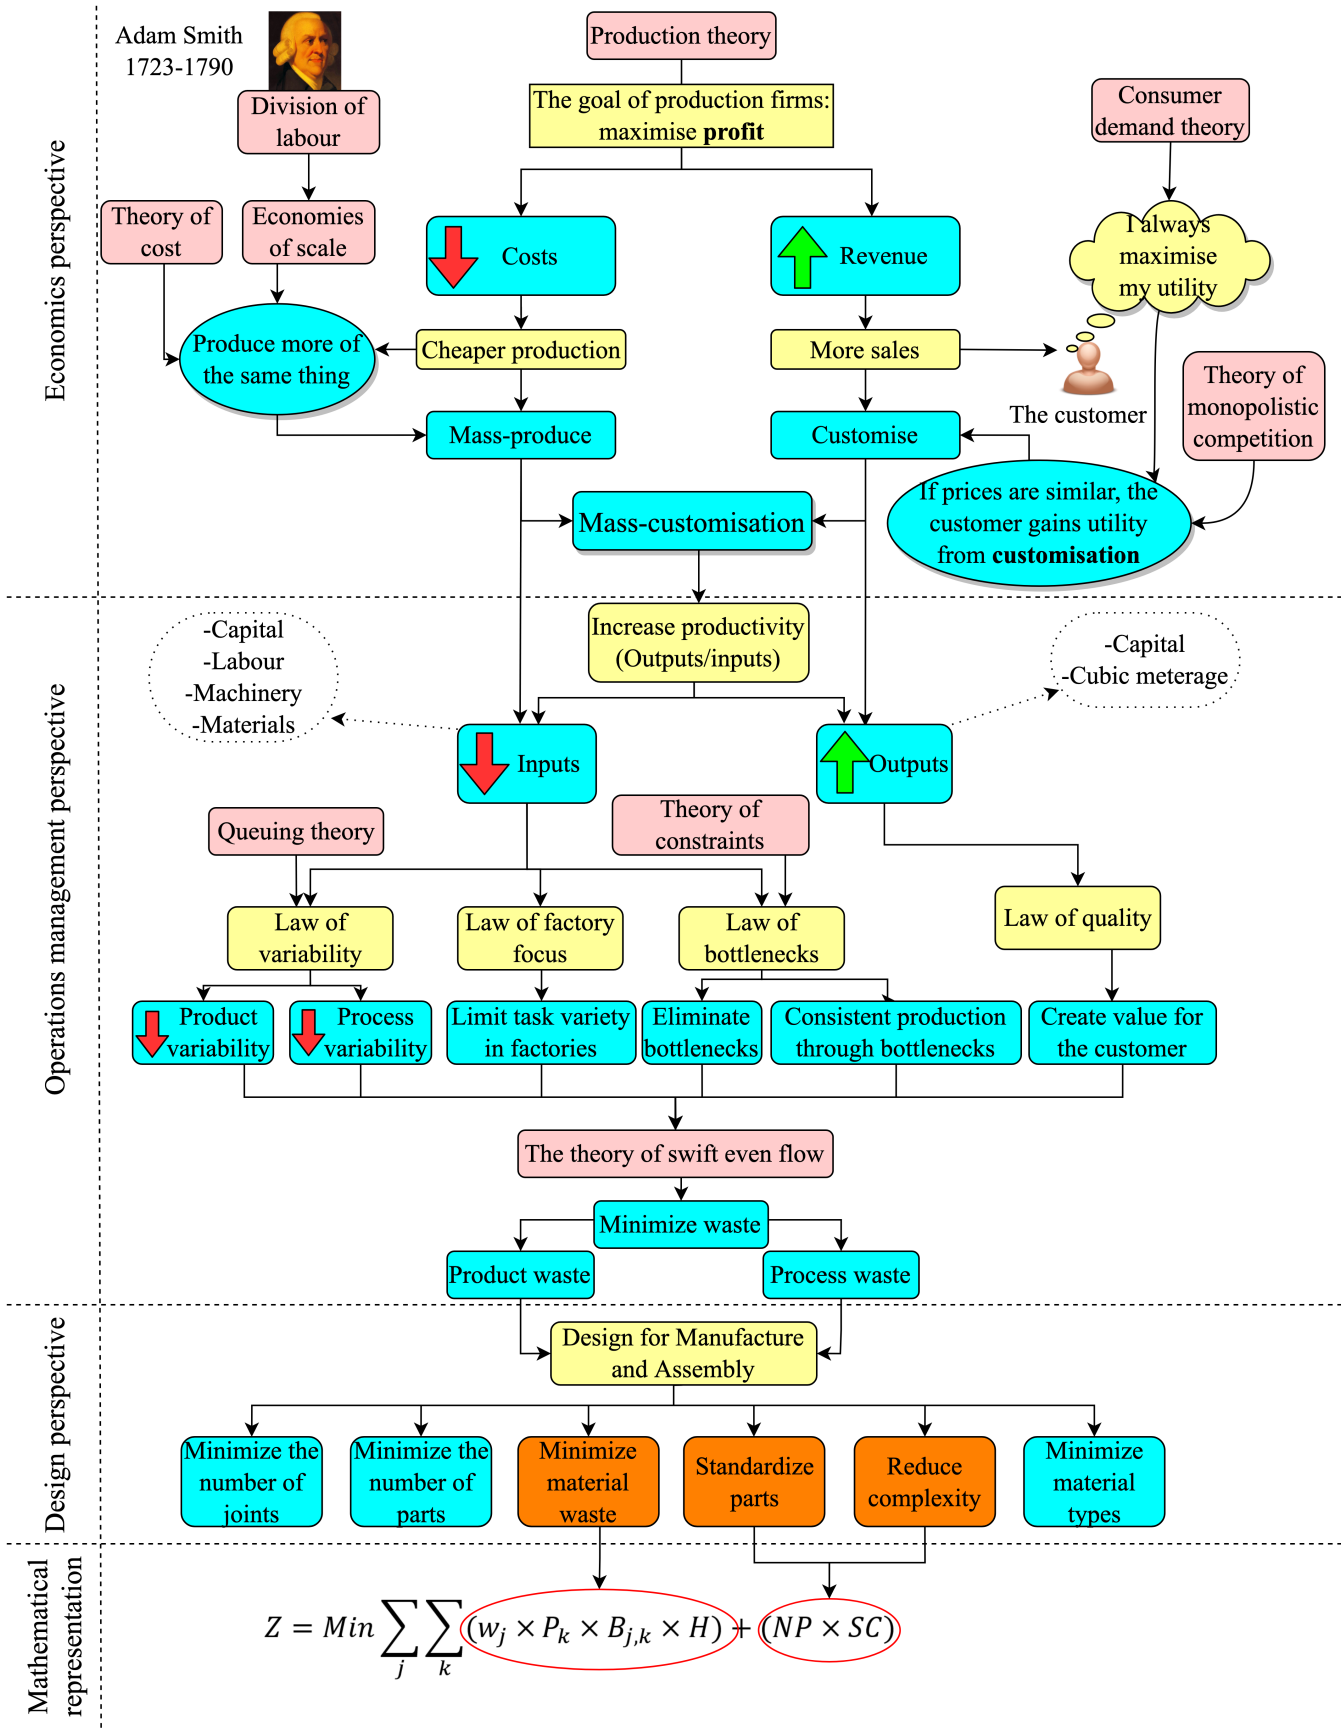 Economics perspective
Adam Smith
1723-1790
Division of
labour
Theory of
cost
Economies
of scale
Produce more of
the same thing
Production theory
The goal of production firms:
maximise profit
Costs
Revenue
Cheaper production
More sales
Mass-produce
Customise
Mass-customisation
Consumer
demand theory
I always
maximise
my utility
The customer
Theory of
monopolistic
competition
If prices are similar, the
customer gains utility
from customisation
Operations management perspective
Increase productivity
(Outputs/inputs)
-Capital
-Labour
-Machinery
-Materials
-Capital
-Cubic meterage
Inputs
Outputs
Queuing theory
Theory of
constraints
Law of
variability
Law of factory
focus
Law of
bottlenecks
Law of quality
Product
variability
Process
variability
Limit task variety
in factories
Eliminate
bottlenecks
Consistent production
through bottlenecks
Create value for
the customer
The theory of swift even flow
Minimize waste
Product waste
Process waste
Design perspective
Design for Manufacture
and Assembly
Minimize the
number of
joints
Minimize the
number of
parts
Minimize
material
waste
Standardize
parts
Reduce
complexity
Minimize
material
types
Mathematical
representation
Z = Min ∑j ∑k (wj × Pk × Bj,k × H) + (NP × SC)